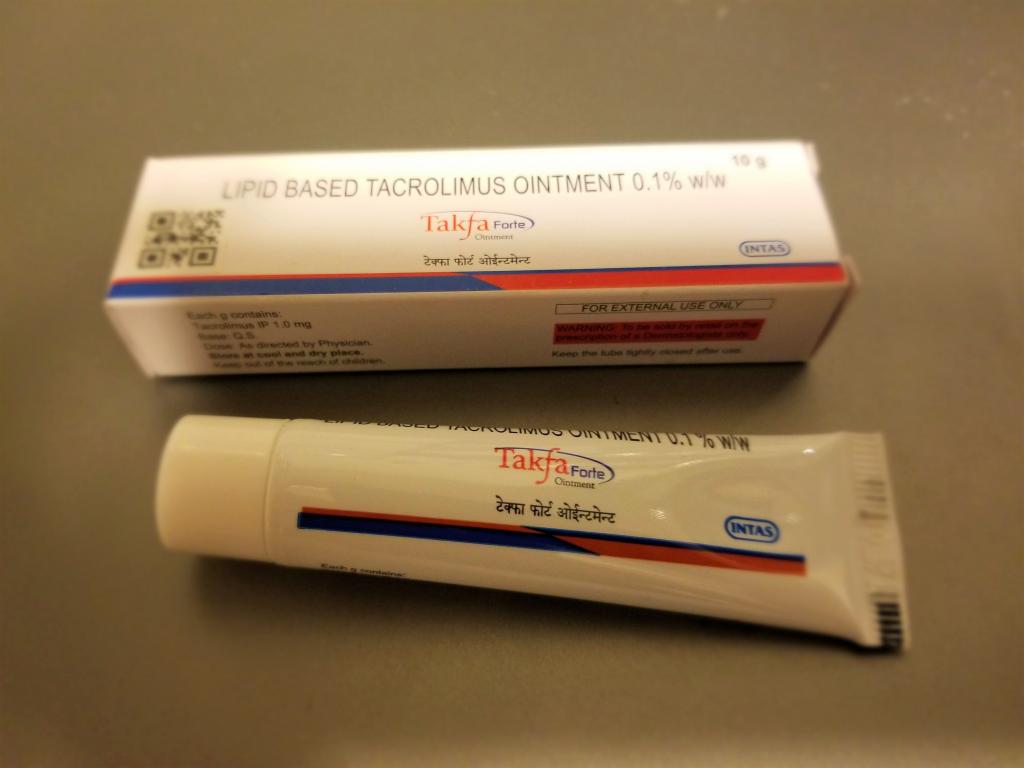 10 g
LIPID BASED TACROLIMUS OINTMENT 0.1% w/w
Takfa Forte
Ointment
टेक्फा फोर्ट ओईन्टमेन्ट
INTAS
Each g contains:
Tacrolimus IP 1.0 mg
Base: Q.S.
Dose: As directed by Physician.
Store at cool and dry place.
Keep out of the reach of children.
FOR EXTERNAL USE ONLY
WARNING: To be sold by retail on the
prescription of a Dermatologists only.
Keep the tube tightly closed after use.
LIPID BASED TACROLIMUS OINTMENT 0.1 % w/w
Takfa Forte
Ointment
टेक्फा फोर्ट ओईन्टमेन्ट
INTAS
Each g contains: